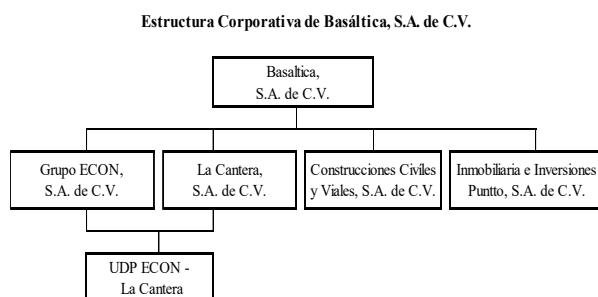 Estructura Corporativa de Basáltica, S.A. de C.V.
Basaltica,
S.A. de C.V.
Grupo ECON,
S.A. de C.V.
La Cantera,
S.A. de C.V.
Construcciones Civíles
y Viales, S.A. de C.V.
Inmobiliaria e Inversiones
Puntto, S.A. de C.V.
UDP ECON -
La Cantera